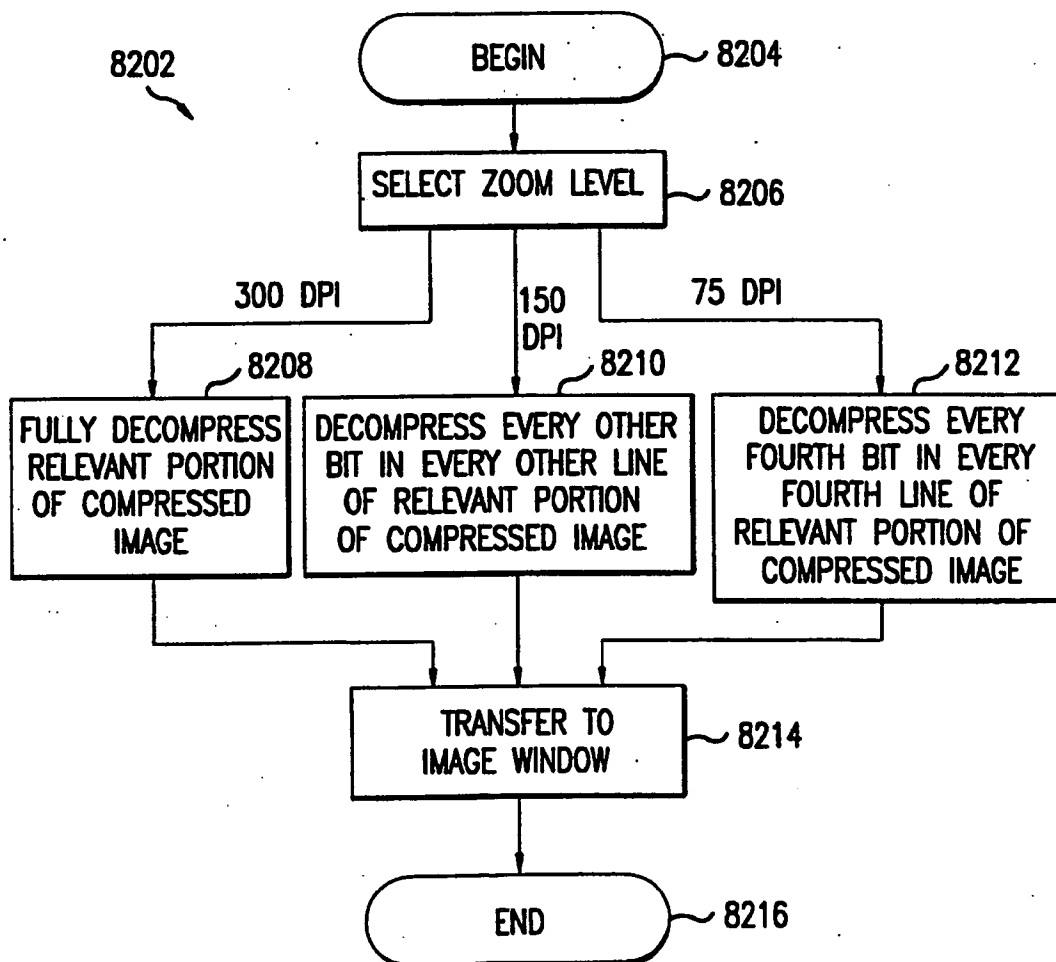 8202
BEGIN
8204
SELECT ZOOM LEVEL
8206
300 DPI
150
DPI
75 DPI
8208
FULLY DECOMPRESS
RELEVANT PORTION
OF COMPRESSED
IMAGE
8210
DECOMPRESS EVERY OTHER
BIT IN EVERY OTHER LINE
OF RELEVANT PORTION
OF COMPRESSED IMAGE
8212
DECOMPRESS EVERY
FOURTH BIT IN EVERY
FOURTH LINE OF
RELEVANT PORTION OF
COMPRESSED IMAGE
TRANSFER TO
IMAGE WINDOW
8214
END
8216